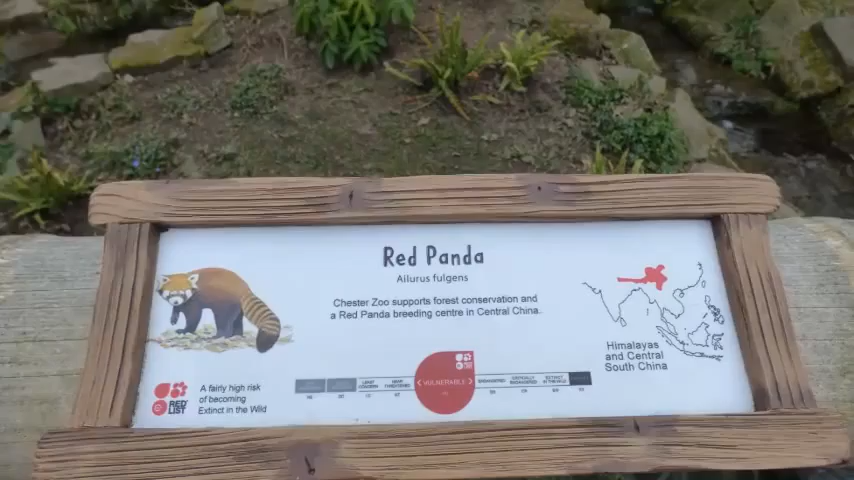 Red Panda
Ailurus fulgens
Chester Zoo supports forest conservation and
a Red Panda breeding centre in Central China.
Himalayas
and Central
South China
RED
LIST
A fairly high risk
of becoming
Extinct in the Wild
LEAST
CONCERN
NEAR
THREATENED
< VULNERABLE >
ENDANGERED
CRITICALLY
ENDANGERED
EXTINCT
IN THE WILD